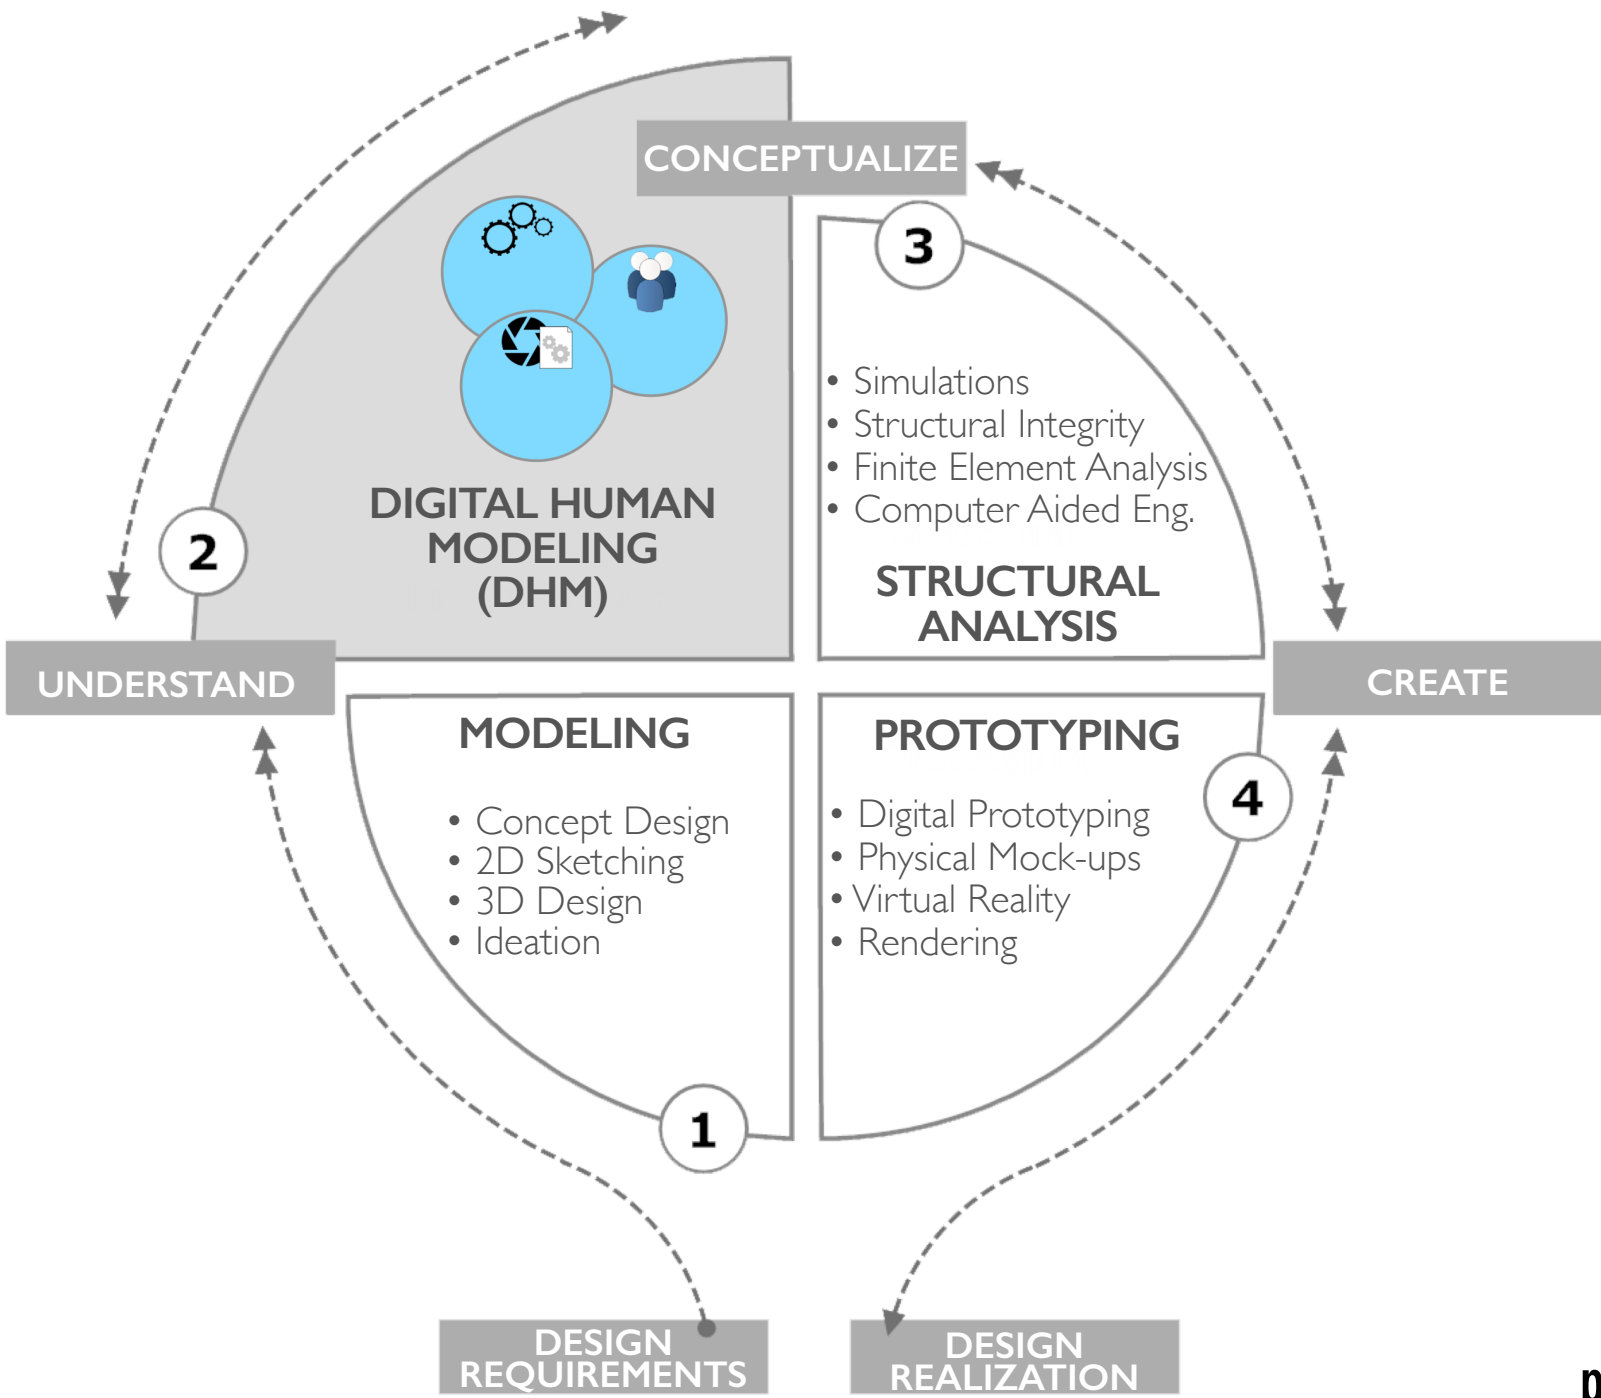 CONCEPTUALIZE
3
• Simulations
• Structural Integrity
• Finite Element Analysis
• Computer Aided Eng.
STRUCTURAL
ANALYSIS
DIGITAL HUMAN
MODELING
(DHM)
2
UNDERSTAND
CREATE
MODELING
• Concept Design
• 2D Sketching
• 3D Design
• Ideation
1
PROTOTYPING
• Digital Prototyping
• Physical Mock-ups
• Virtual Reality
• Rendering
4
DESIGN
REQUIREMENTS
DESIGN
REALIZATION